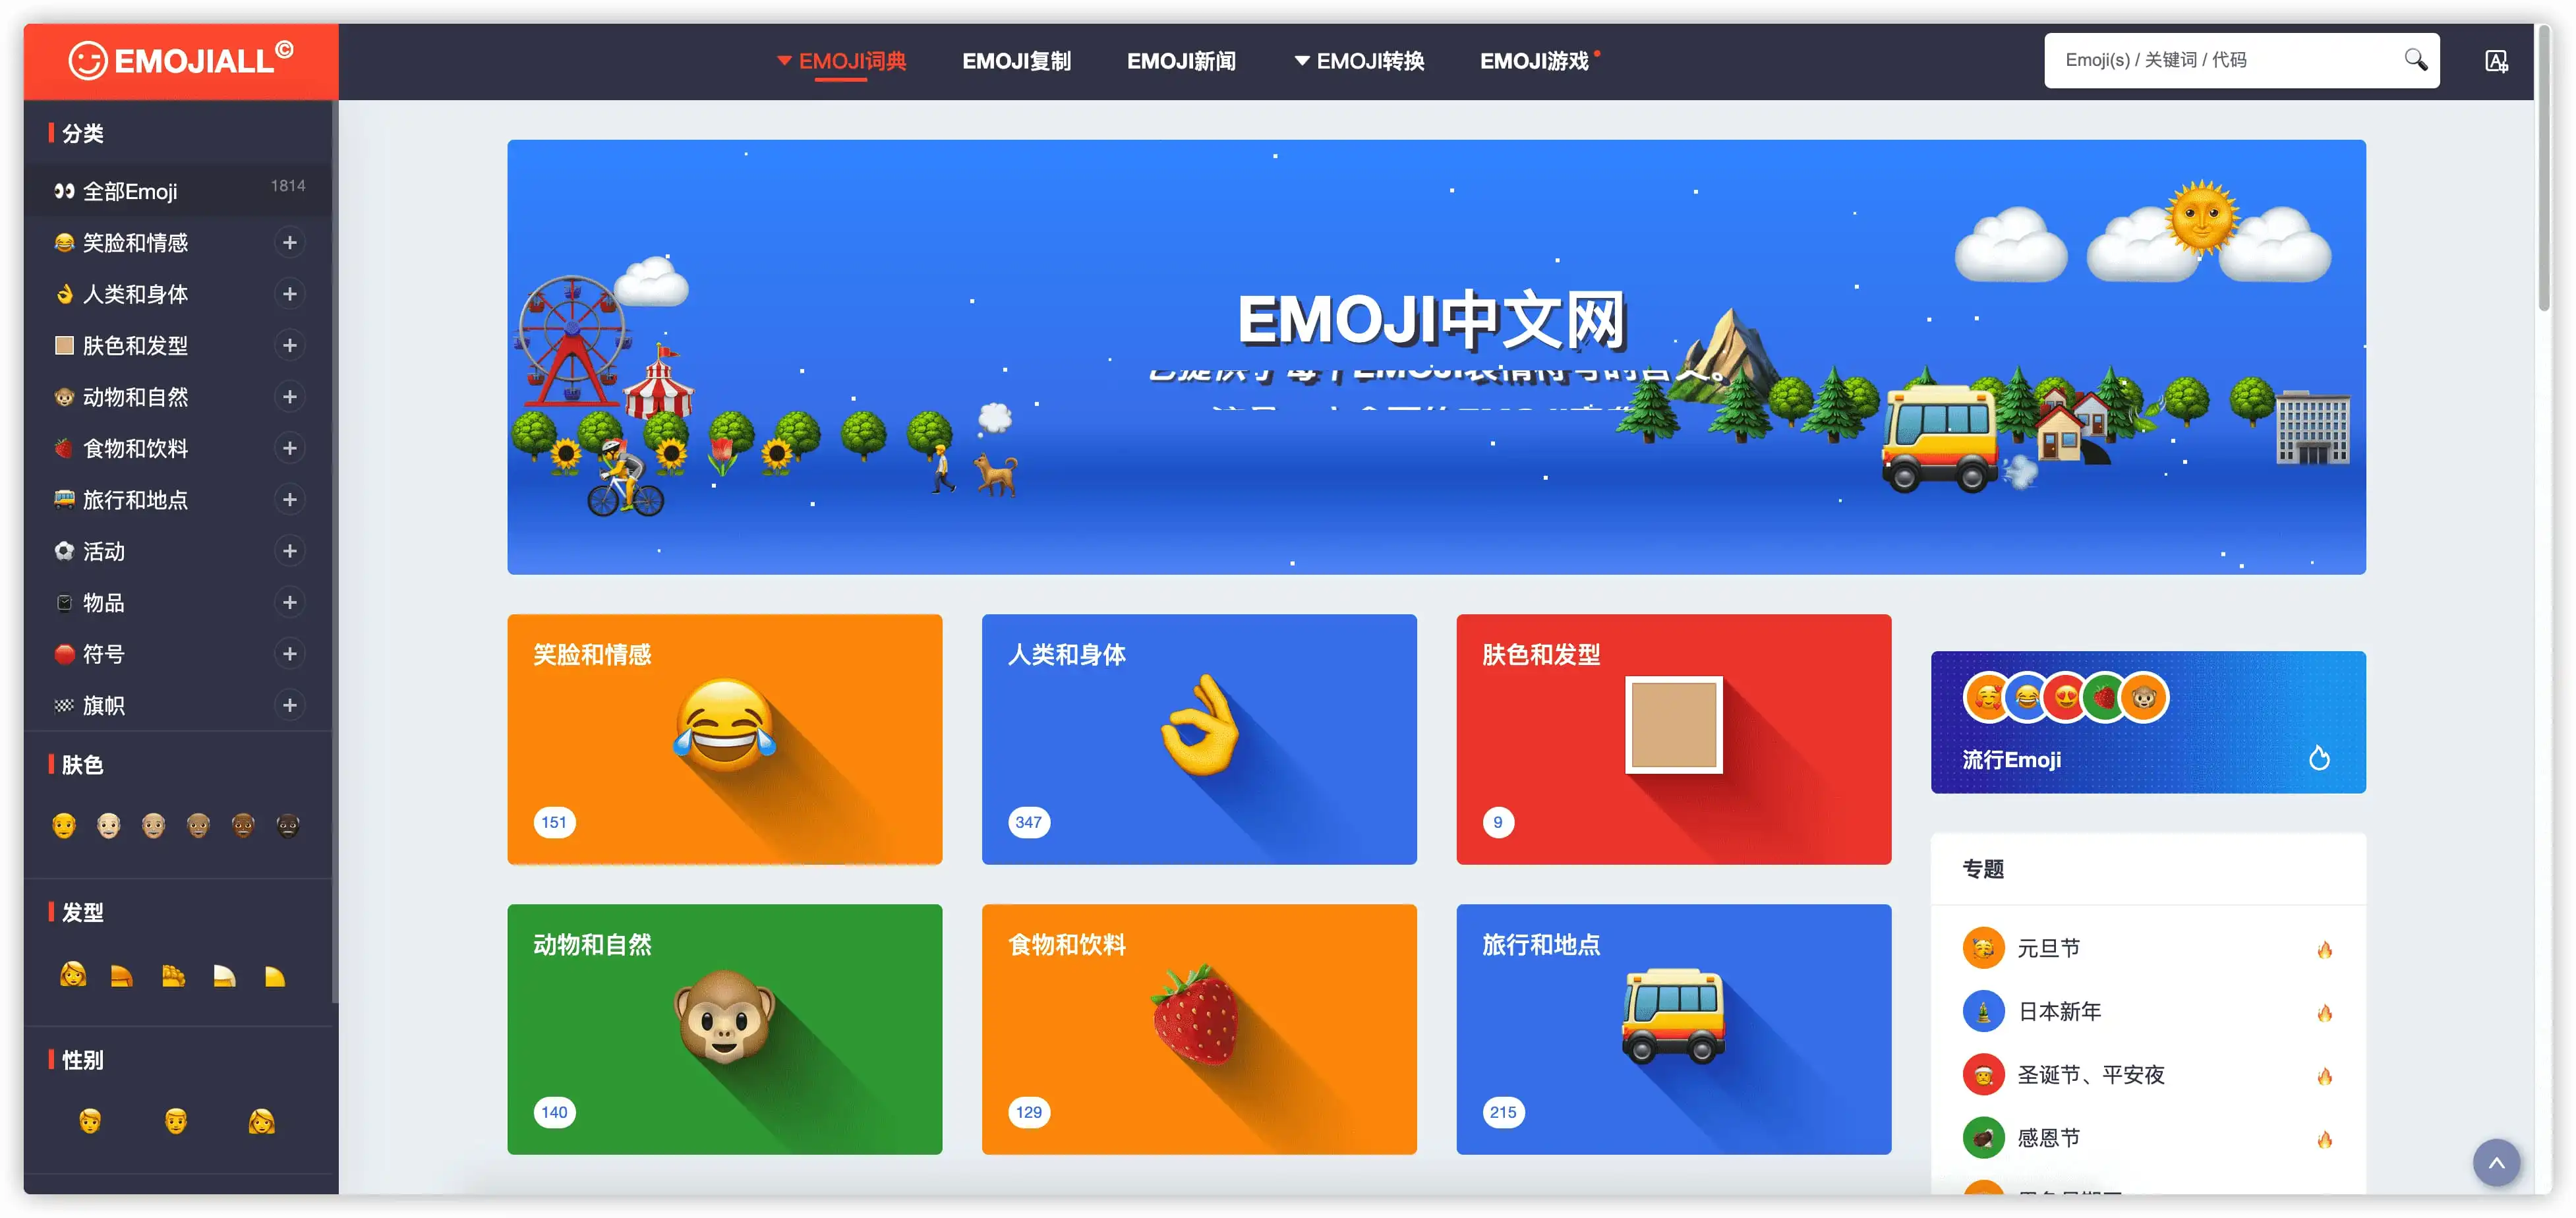 EMOJIALL©
EMOJI词典
EMOJI复制
EMOJI新闻
EMOJI转换
EMOJI游戏
Emoji(s) / 关键词 / 代码
分类
全部Emoji 1814
笑脸和情感
人类和身体
肤色和发型
动物和自然
食物和饮料
旅行和地点
活动
物品
符号
旗帜
肤色
发型
性别
EMOJI中文网
笑脸和情感
151
人类和身体
347
肤色和发型
9
动物和自然
140
食物和饮料
129
旅行和地点
215
流行Emoji
专题
元旦节
日本新年
圣诞节、平安夜
感恩节